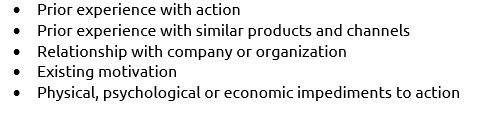 • Prior experience with action
• Prior experience with similar products and channels
• Relationship with company or organization
• Existing motivation
• Physical, psychological or economic impediments to action